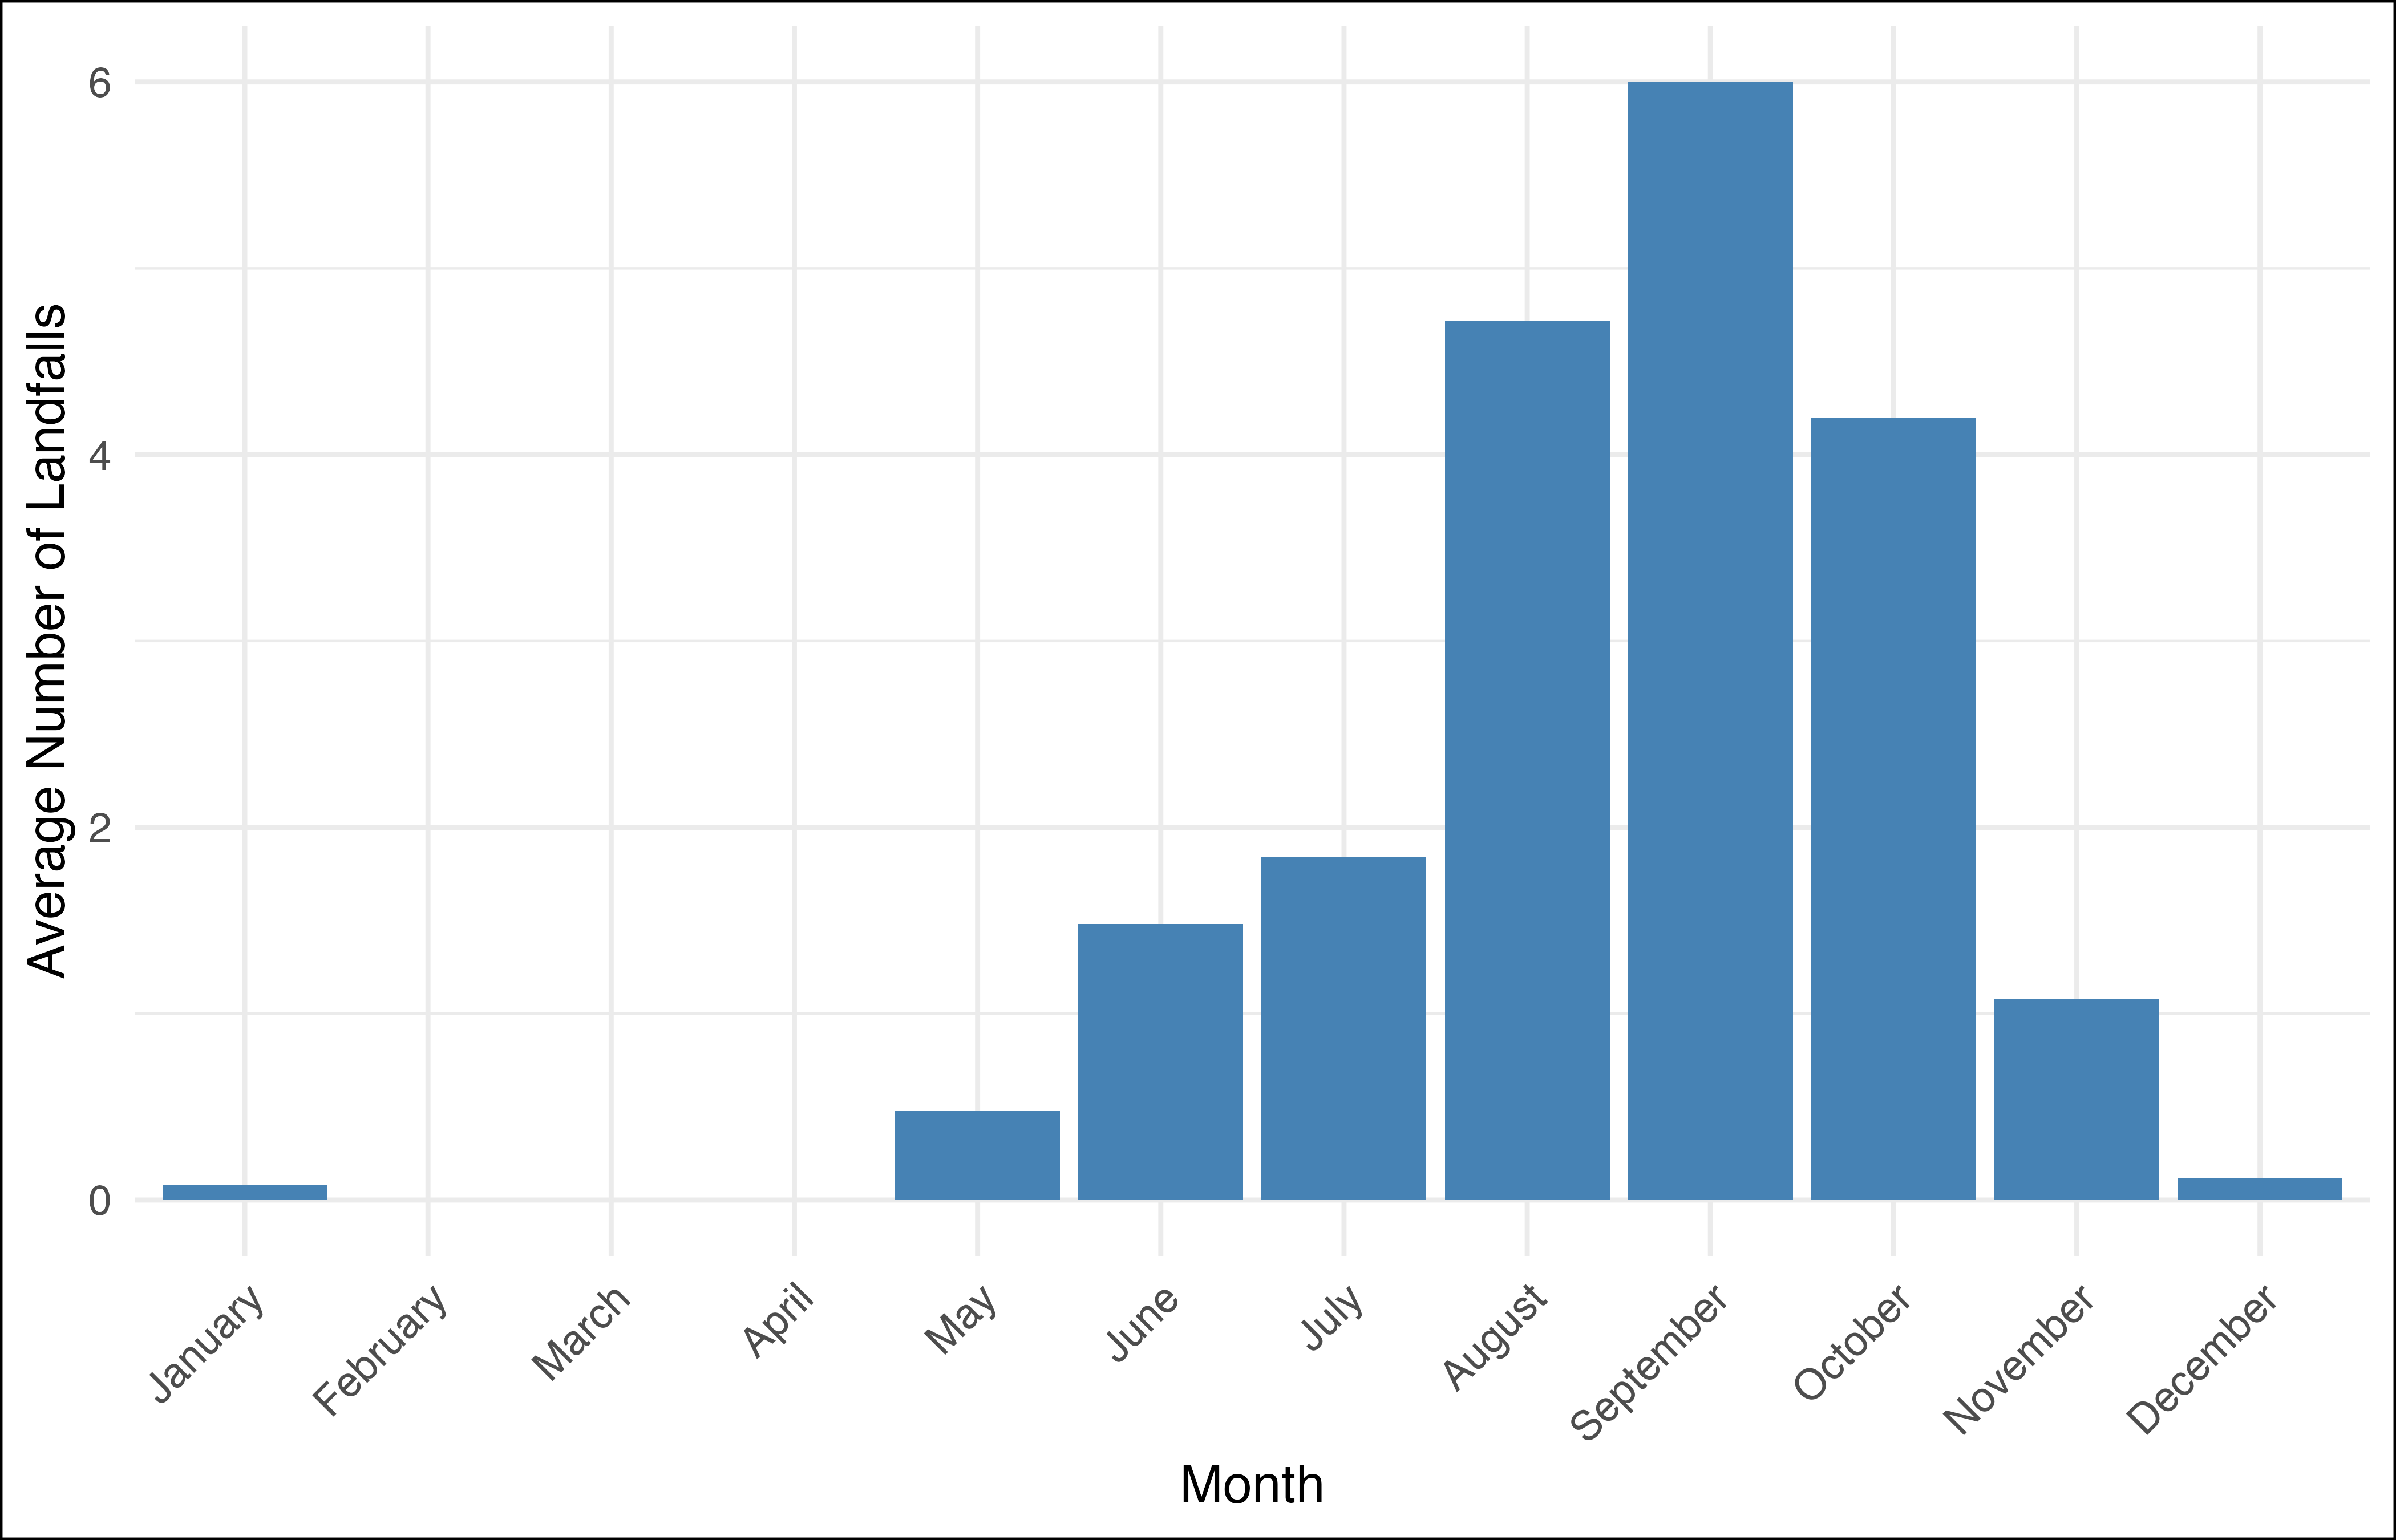 Average Number of Landfalls
6
4
2
0
January
February
March
April
May
June
July
August
September
October
November
December
Month